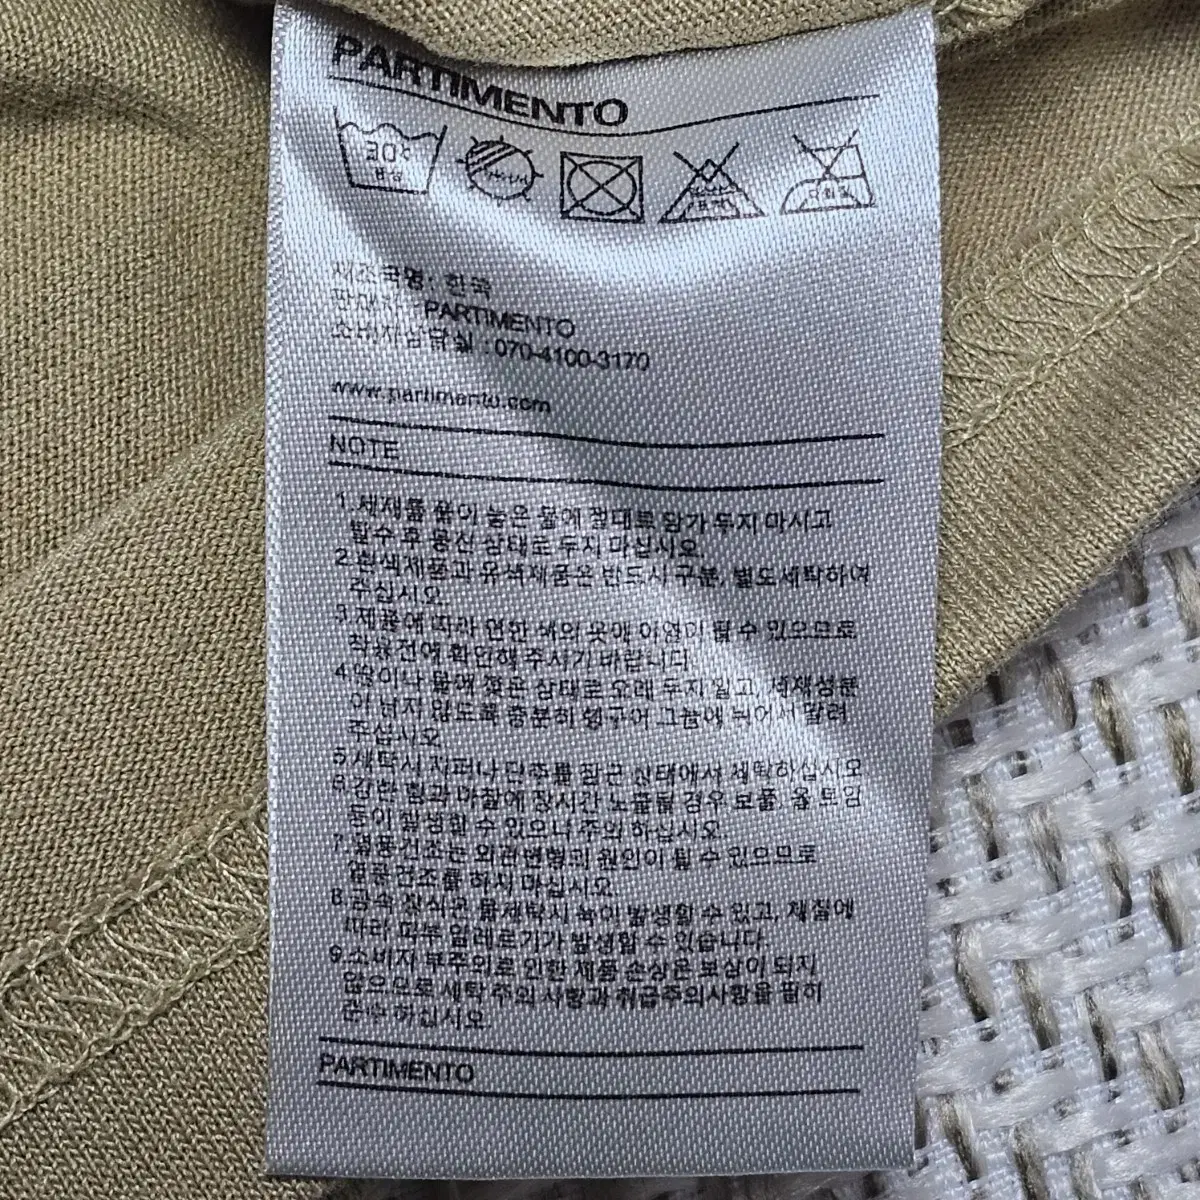 PARTIMENTO
30℃
중성
제조국명: 한국
판매자 : PARTIMENTO
소비자상담실 : 070-4100-3170
www.partimento.com
NOTE
1.세제를 풀어 놓은 물에 절대로 담가 두지 마시고
탈수 후 풍선 상태로 두지 마십시오.
2.흰색제품과 유색제품은 반드시 구분, 별도세탁하여
주십시오.
3.제품에 따라 연한 색의 옷에 이염이 될 수 있으므로
착용전에 확인해 주시기 바랍니다
4.땀이나 물에 젖은 상태로 오래 두지 말고, 세제성분
이 남지 않도록 충분히 헹구어 그늘에 뉘어서 말려
주십시오
5.세탁시 지퍼나 단추를 잠근 상태에서 세탁하십시오
6.강한 힘과 마찰에 장시간 노출될 경우 보풀, 올 트임
등이 발생할 수 있으니 주의 하십시오.
7.열풍건조는 외관변형의 원인이 될 수 있으므로
열풍건조를 하지 마십시오.
8.금속 장식은 물세탁시 녹이 발생할 수 있고, 체질에
따라 피부 알레르기가 발생할 수 있습니다.
9.소비자 부주의로 인한 제품 손상은 보상이 되지
않으므로 세탁 주의 사항과 취급주의사항을 필히
준수 하십시오.
PARTIMENTO